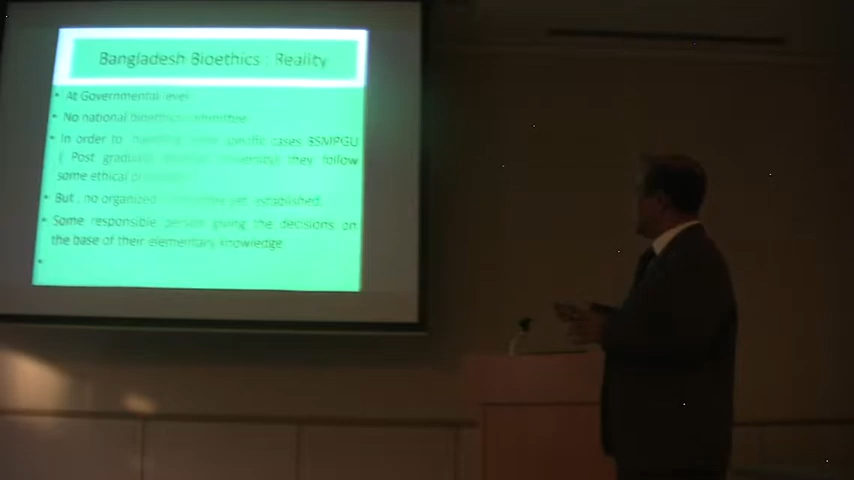 Bangladesh Bioethics : Reality
• At Governmental level
• No national bioethics committee
• In order to specific cases BSMPGU
( Post graduate University) they follow
some ethical
• But , no organized yet established.
• Some responsible person giving the decisions on
the base of their elementary knowledge
•